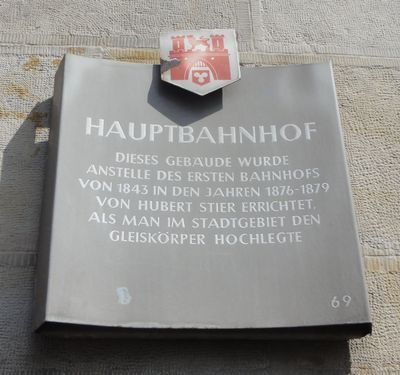 HAUPTBAHNHOF
DIESES GEBÄUDE WURDE
ANSTELLE DES ERSTEN BAHNHOFS
VON 1843 IN DEN JAHREN 1876-1879
VON HUBERT STIER ERRICHTET,
ALS MAN IM STADTGEBIET DEN
GLEISKÖRPER HOCHLEGTE
69